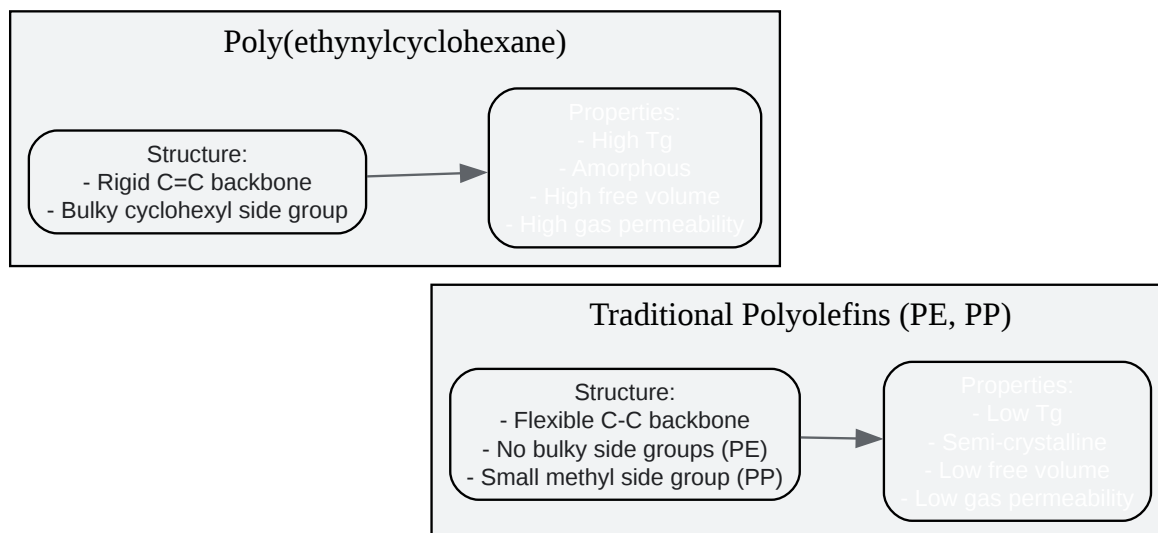 Poly(ethynylcyclohexane)
Structure:
- Rigid C=C backbone
- Bulky cyclohexyl side group
Properties:
- High Tg
- Amorphous
- High free volume
- High gas permeability
Traditional Polyolefins (PE, PP)
Structure:
- Flexible C-C backbone
- No bulky side groups (PE)
- Small methyl side group (PP)
Properties:
- Low Tg
- Semi-crystalline
- Low free volume
- Low gas permeability